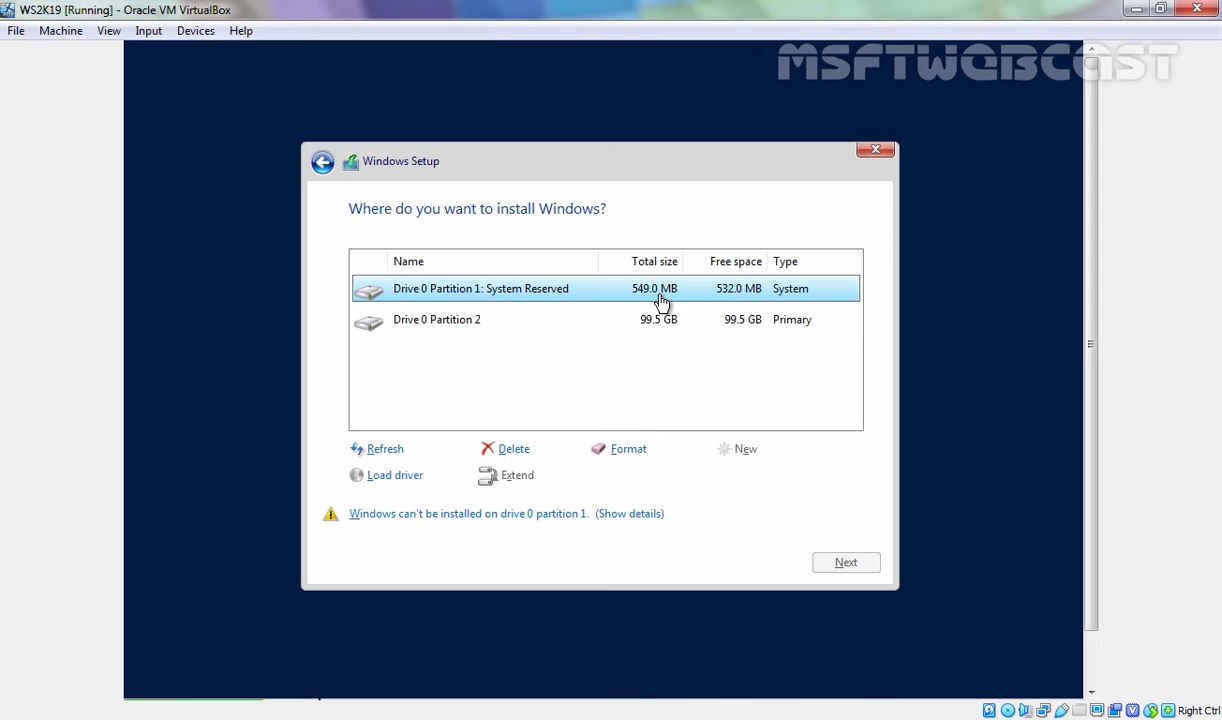 WS2K19 [Running] - Oracle VM VirtualBox
File Machine View Input Devices Help
MSFTWEBCAST
Windows Setup
Where do you want to install Windows?
Name Total size Free space Type
Drive 0 Partition 1: System Reserved 549.0 MB 532.0 MB System
Drive 0 Partition 2 99.5 GB 99.5 GB Primary
Refresh Delete Format New
Load driver Extend
Windows can't be installed on drive 0 partition 1. (Show details)
Next
Right Ctrl